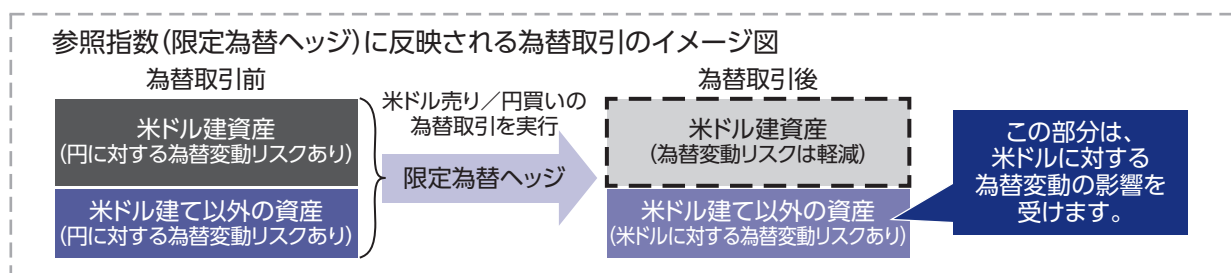 参照指数(限定為替ヘッジ)に反映される為替取引のイメージ図
為替取引前
米ドル建資産
(円に対する為替変動リスクあり)
米ドル建て以外の資産
(円に対する為替変動リスクあり)
米ドル売り／円買いの
為替取引を実行
限定為替ヘッジ
為替取引後
米ドル建資産
(為替変動リスクは軽減)
米ドル建て以外の資産
(米ドルに対する為替変動リスクあり)
この部分は、
米ドルに対する
為替変動の影響を
受けます。